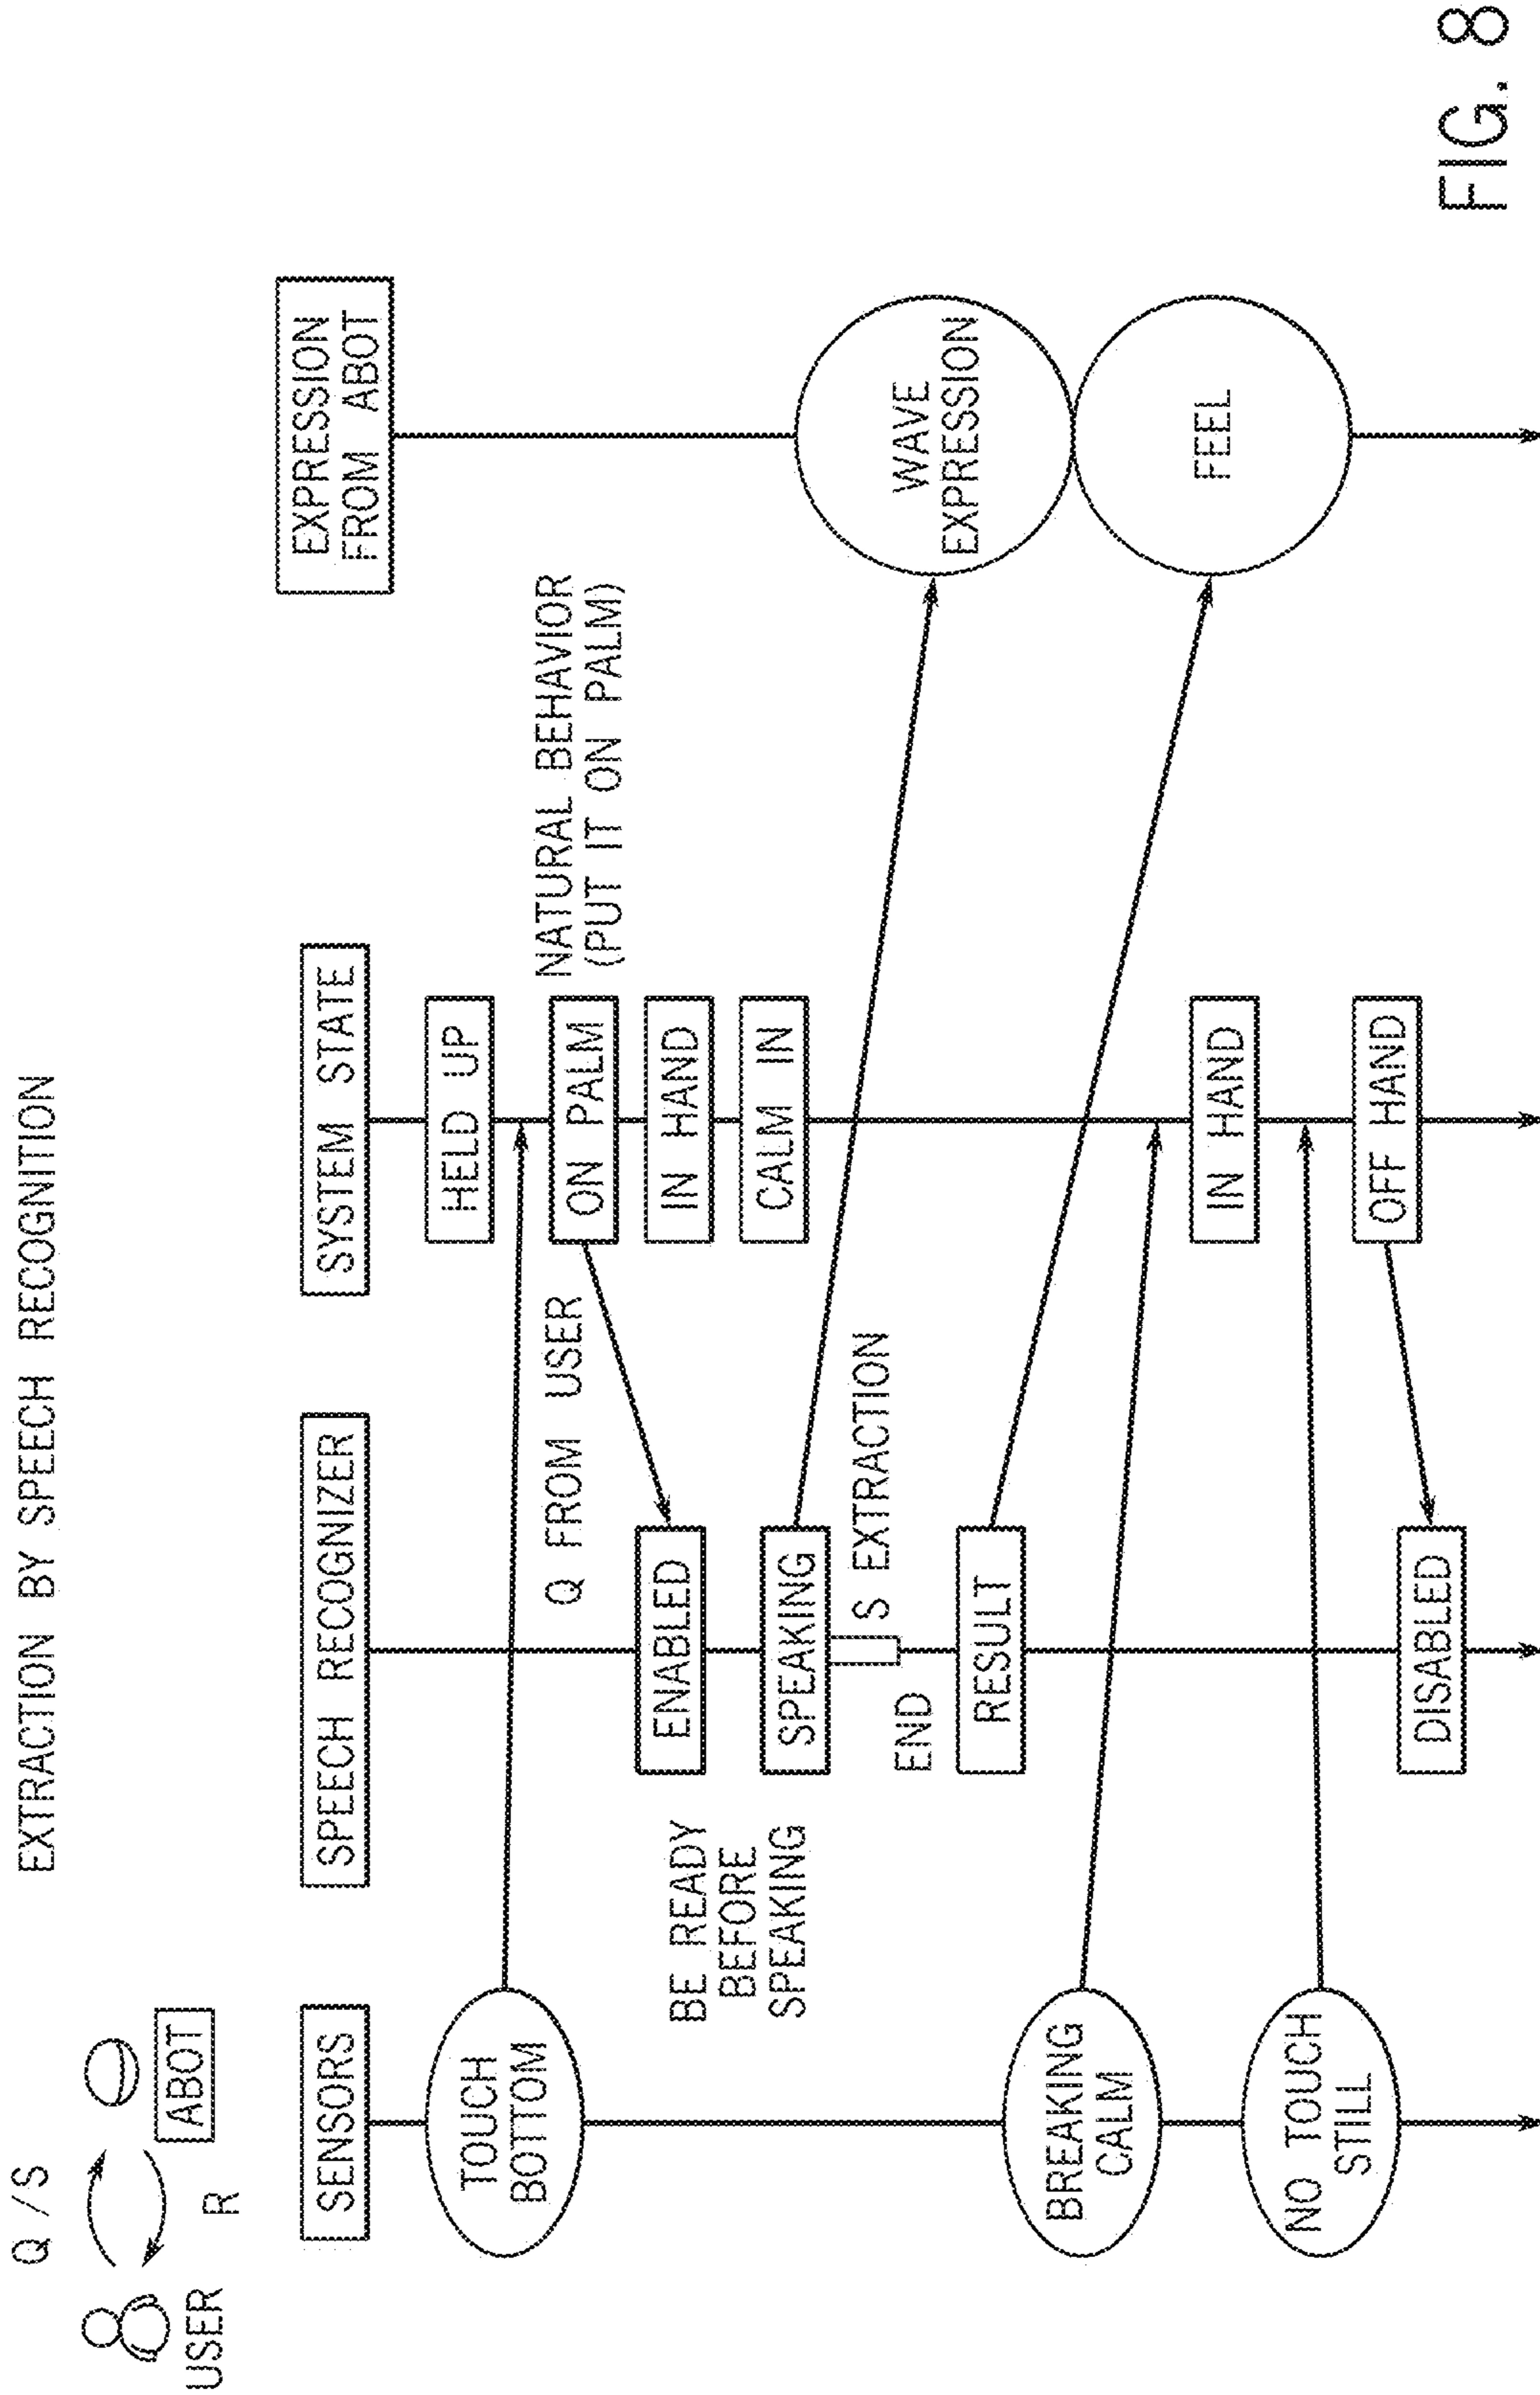 EXTRACTION BY SPEECH RECOGNITION
Q/S
USER
R
ABOT
SENSORS
SPEECH RECOGNIZER
SYSTEM STATE
EXPRESSION
FROM ABOT
TOUCH
BOTTOM
HELD UP
Q FROM USER
ON PALM
NATURAL BEHAVIOR
(PUT IT ON PALM)
BE READY
BEFORE
SPEAKING
ENABLED
IN HAND
SPEAKING
CALM IN
S EXTRACTION
WAVE
EXPRESSION
END
RESULT
BREAKING
CALM
FEEL
IN HAND
NO TOUCH
STILL
OFF HAND
DISABLED
FIG. 8